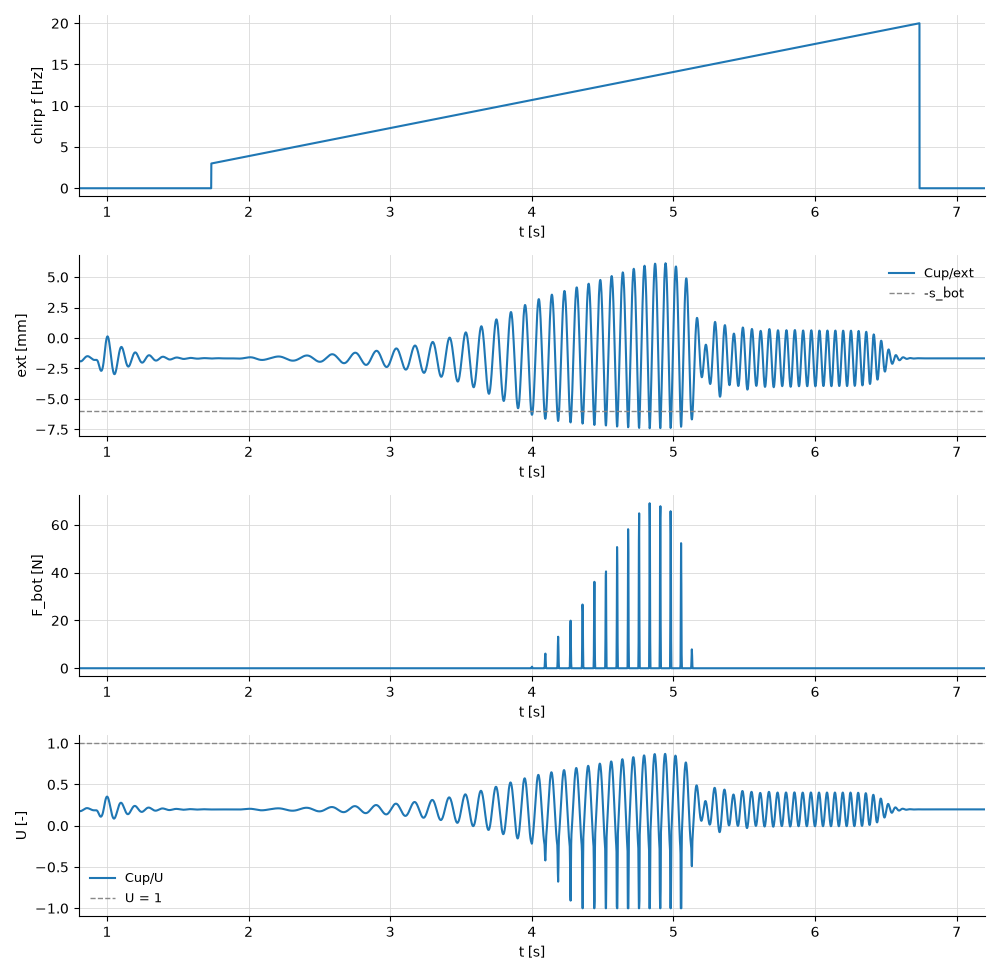 chirp f [Hz]
20
15
10
5
0
1 2 3 4 5 6 7
t [s]
ext [mm]
5.0
2.5
0.0
−2.5
−5.0
−7.5
Cup/ext
-s_bot
1 2 3 4 5 6 7
t [s]
F_bot [N]
60
40
20
0
1 2 3 4 5 6 7
t [s]
U [-]
1.0
0.5
0.0
−0.5
−1.0
Cup/U
U = 1
1 2 3 4 5 6 7
t [s]